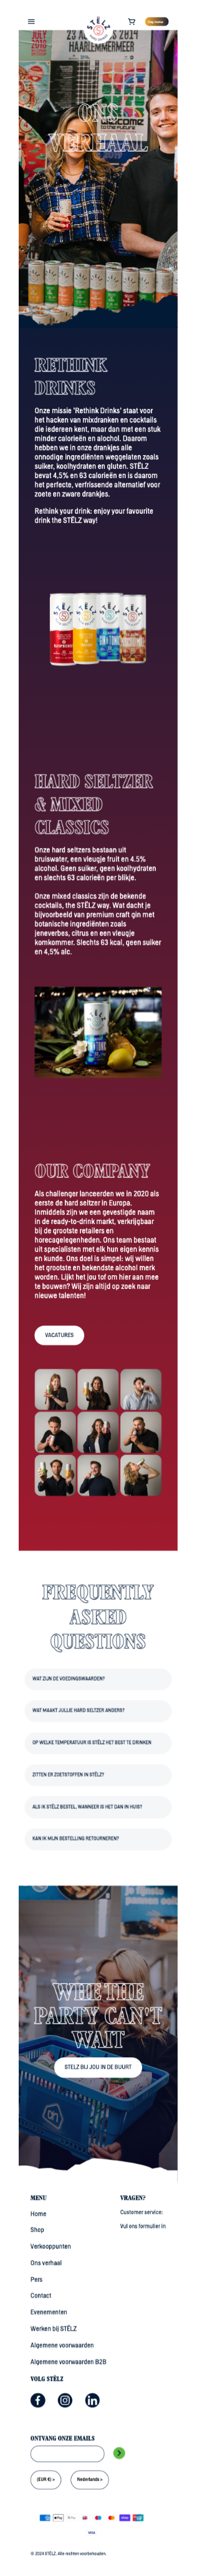 JULY
23 AUGUSTUS 2014
HAARLEMMERMEER
WELCOME
TO THE FUTURE
2019
STËLZ
ONS
VERHAAL
RETHINK
DRINKS
Onze missie 'Rethink Drinks' staat voor
het hacken van mixdranken en cocktails
die iedereen kent, maar dan met een stuk
minder calorieën en alcohol. Daarom
hebben we in onze drankjes alle
onnodige ingrediënten weggelaten zoals
suiker, koolhydraten en gluten. STËLZ
bevat 4,5% en 63 calorieën en is daarom
het perfecte, verfrissende alternatief voor
zoete en zware drankjes.
Rethink your drink: enjoy your favourite
drink the STËLZ way!
HARD SELTZER
& MIXED
CLASSICS
Onze hard seltzers bestaan uit
bruiswater, een vleugje fruit en 4.5%
alcohol. Geen suiker, geen koolhydraten
en slechts 63 calorieën per blikje.
Onze mixed classics zijn de bekende
cocktails, the STËLZ way. Wat dacht je
bijvoorbeeld van premium craft gin met
botanische ingrediënten zoals
jeneverbes, citrus en een vleugje
komkommer. Slechts 63 kcal, geen suiker
en 4,5% alc.
OUR COMPANY
Als challenger lanceerden we in 2020 als
eerste de hard seltzer in Europa.
Inmiddels zijn we een gevestigde naam
in de ready-to-drink markt, verkrijgbaar
bij de grootste retailers en
horecagelegenheden. Ons team bestaat
uit specialisten met elk hun eigen kennis
en kunde. Ons doel is simpel: wij willen
het grootste en bekendste alcohol merk
worden. Lijkt het jou tof om hier aan mee
te bouwen? Wij zijn altijd op zoek naar
nieuwe talenten!
VACATURES
FREQUENTLY
ASKED
QUESTIONS
WAT ZIJN DE VOEDINGSWAARDEN?
WAT MAAKT JULLIE HARD SELTZER ANDERS?
OP WELKE TEMPERATUUR IS STËLZ HET BEST TE DRINKEN
ZITTEN ER ZOETSTOFFEN IN STËLZ?
ALS IK STËLZ BESTEL, WANNEER IS HET DAN IN HUIS?
KAN IK MIJN BESTELLING RETOURNEREN?
je fijnste
WHE THE
PARTY CAN'T
WAIT
STELZ BIJ JOU IN DE BUURT
MENU
Home
Shop
Verkooppunten
Ons verhaal
Pers
Contact
Evenementen
Werken bij STËLZ
Algemene voorwaarden
Algemene voorwaarden B2B
VRAGEN?
Customer service:
Vul ons formulier in
VOLG STËLZ
ONTVANG ONZE EMAILS
(EUR €)
Nederlands
© 2024 STËLZ. Alle rechten voorbehouden.